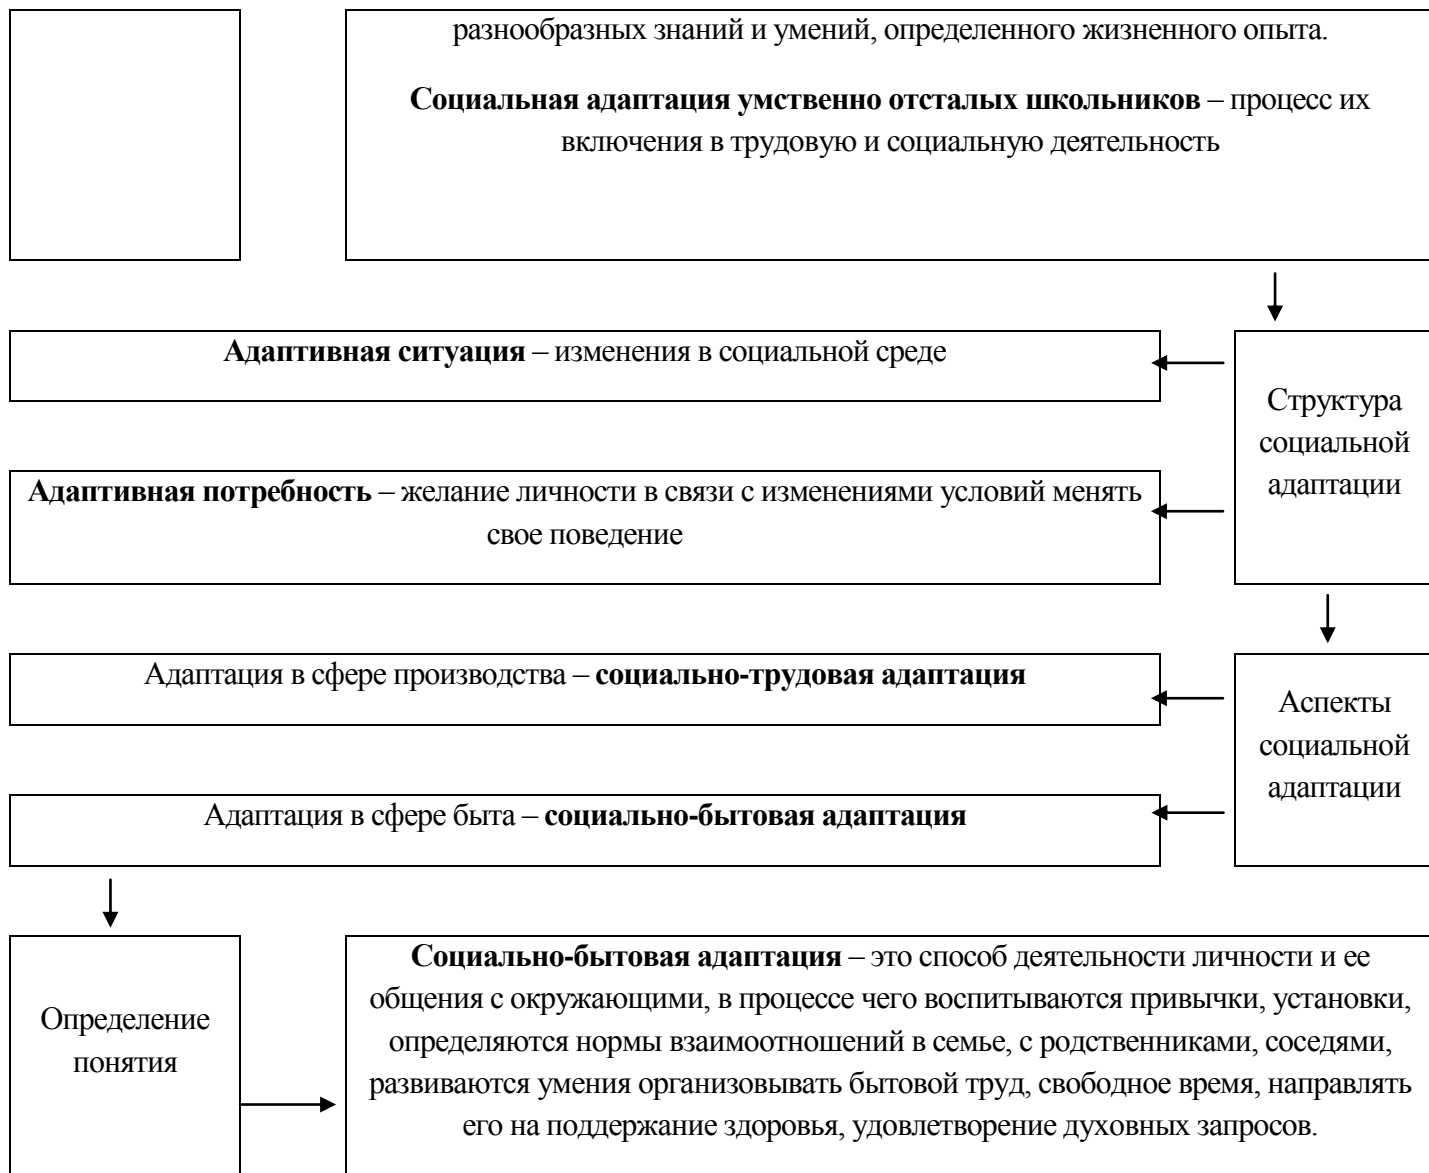 разнообразных знаний и умений, определенного жизненного опыта.
Социальная адаптация умственно отсталых школьников – процесс их
включения в трудовую и социальную деятельность
Адаптивная ситуация – изменения в социальной среде
Структура
социальной
адаптации
Адаптивная потребность – желание личности в связи с изменениями условий менять
свое поведение
Адаптация в сфере производства – социально-трудовая адаптация
Аспекты
социальной
адаптации
Адаптация в сфере быта – социально-бытовая адаптация
Определение
понятия
Социально-бытовая адаптация – это способ деятельности личности и ее
общения с окружающими, в процессе чего воспитываются привычки, установки,
определяются нормы взаимоотношений в семье, с родственниками, соседями,
развиваются умения организовывать бытовой труд, свободное время, направлять
его на поддержание здоровья, удовлетворение духовных запросов.